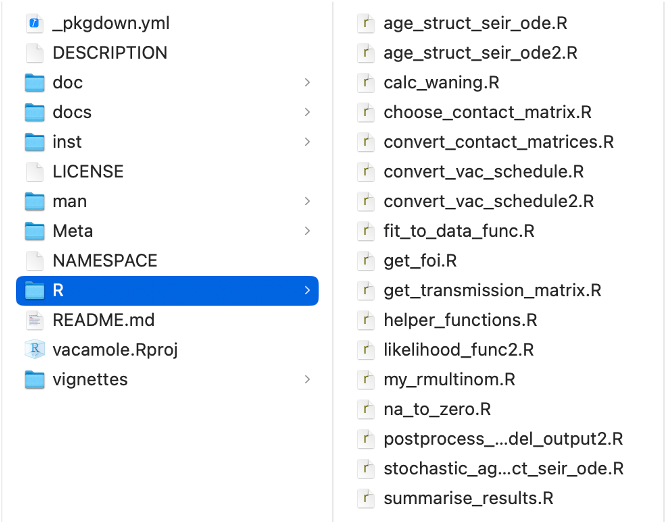 _pkgdown.yml
DESCRIPTION
doc
docs
inst
LICENSE
man
Meta
NAMESPACE
R
README.md
vacamole.Rproj
vignettes
age_struct_seir_ode.R
age_struct_seir_ode2.R
calc_waning.R
choose_contact_matrix.R
convert_contact_matrices.R
convert_vac_schedule.R
convert_vac_schedule2.R
fit_to_data_func.R
get_foi.R
get_transmission_matrix.R
helper_functions.R
likelihood_func2.R
my_rmultinom.R
na_to_zero.R
postprocess_...del_output2.R
stochastic_ag...ct_seir_ode.R
summarise_results.R